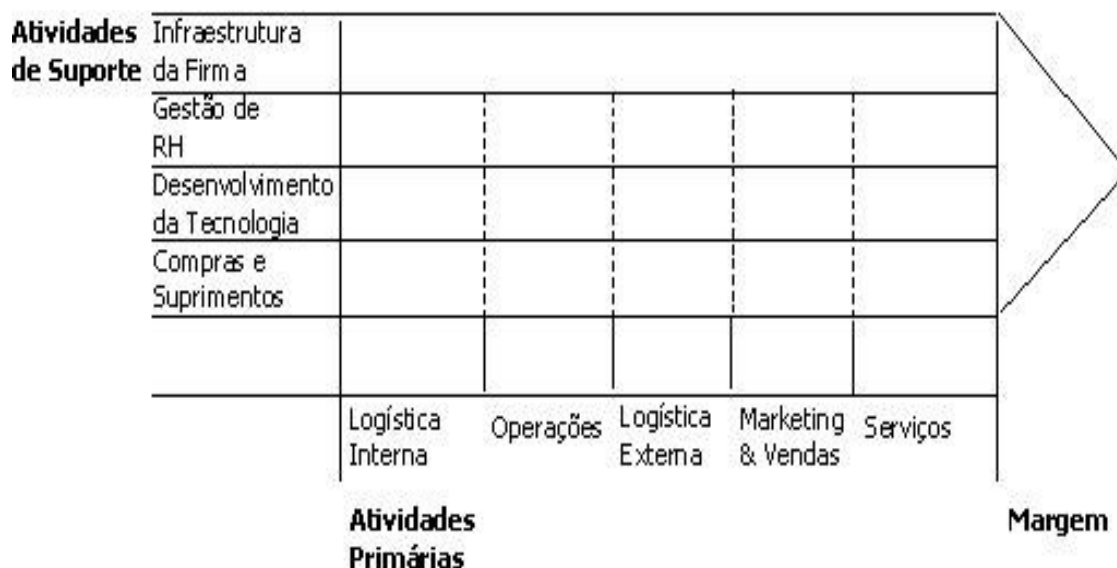 Atividades
de Suporte
Infraestrutura
da Firma
Gestão de
RH
Desenvolvimento
da Tecnologia
Compras e
Suprimentos
Logística
Interna
Operações
Logística
Externa
Marketing
& Vendas
Serviços
Atividades
Primárias
Margem